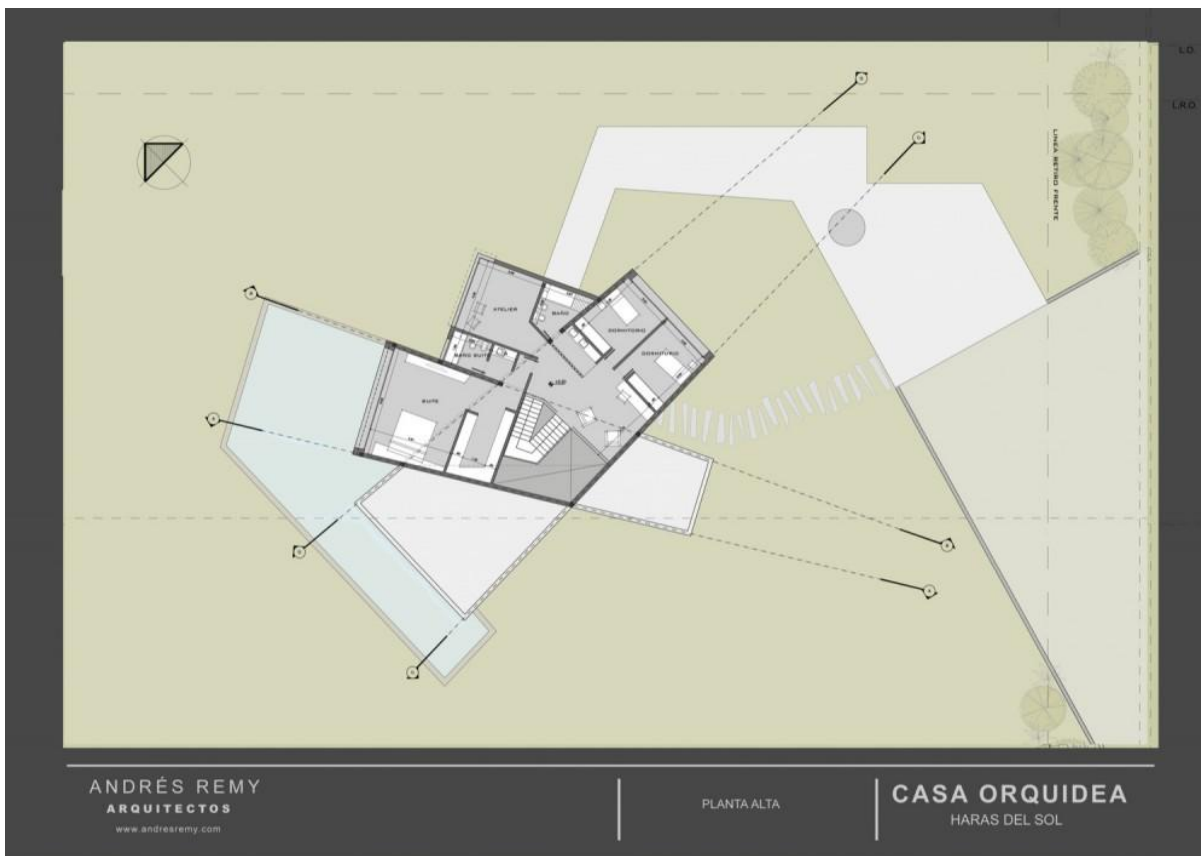 L.O.
L.R.O.
LINEA RETIRO FRENTE
ATELIER
BAÑO
DORMITORIO
DORMITORIO
BAÑO SUITE
SUITE
ANDRÉS REMY
ARQUITECTOS
www.andresremy.com
PLANTA ALTA
CASA ORQUIDEA
HARAS DEL SOL